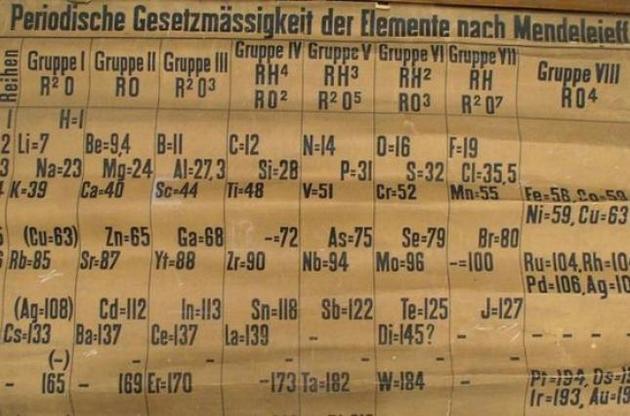 Periodische Gesetzmässigkeit der Elemente nach Mendelejeff
Reihen Gruppe I Gruppe II Gruppe III Gruppe IV Gruppe V Gruppe VI Gruppe VII Gruppe VIII
RH⁴ RH³ RH² RH
R²O RO R²O³ RO² R²O⁵ RO³ R²O⁷ RO⁴
1 H=1
2 Li=7 Be=9,4 B=11 C=12 N=14 O=16 F=19
3 Na=23 Mg=24 Al=27,3 Si=28 P=31 S=32 Cl=35,5
4 K=39 Ca=40 Sc=44 Ti=48 V=51 Cr=52 Mn=55 Fe=56, Co=59
Ni=59, Cu=63
5 (Cu=63) Zn=65 Ga=68 -=72 As=75 Se=79 Br=80
6 Rb=85 Sr=87 Yt=88 Zr=90 Nb=94 Mo=96 -=100 Ru=104, Rh=10
Pd=106, Ag=10
(Ag=108) Cd=112 In=113 Sn=118 Sb=122 Te=125 J=127
Cs=133 Ba=137 Ce=137 La=139 - Di=145? - - - - -
(-) - - - - - -
- 165 - 169 Er=170 -173 Ta=182 W=184 - Pt=194, Os=19
Ir=193, Au=19